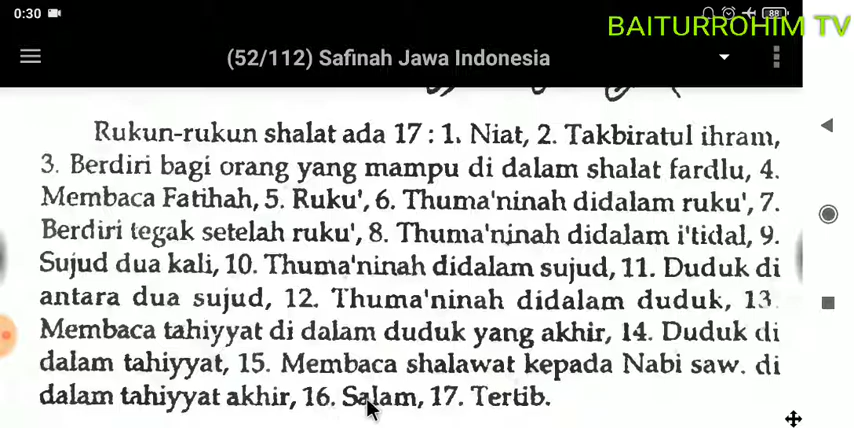 0:30
88
BAITURROHIM TV
(52/112) Safinah Jawa Indonesia
Rukun-rukun shalat ada 17 : 1. Niat, 2. Takbiratul ihram,
3. Berdiri bagi orang yang mampu di dalam shalat fardlu, 4.
Membaca Fatihah, 5. Ruku', 6. Thuma'ninah didalam ruku', 7.
Berdiri tegak setelah ruku', 8. Thuma'ninah didalam i'tidal, 9.
Sujud dua kali, 10. Thuma'ninah didalam sujud, 11. Duduk di
antara dua sujud, 12. Thuma'ninah didalam duduk, 13.
Membaca tahiyyat di dalam duduk yang akhir, 14. Duduk di
dalam tahiyyat, 15. Membaca shalawat kepada Nabi saw. di
dalam tahiyyat akhir, 16. Salam, 17. Tertib.